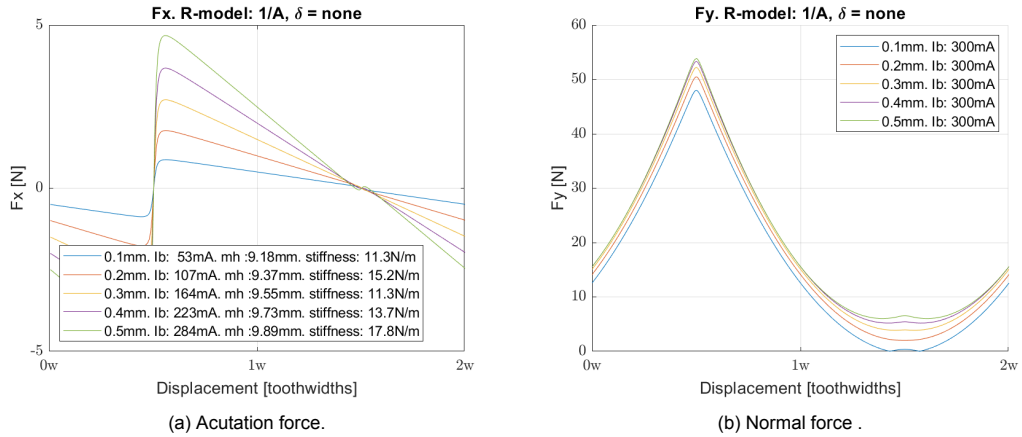 Fx. R-model: 1/A, δ = none
Fx [N]
5
0
-5
0.1mm. Ib: 53mA. mh :9.18mm. stiffness: 11.3N/m
0.2mm. Ib: 107mA. mh :9.37mm. stiffness: 15.2N/m
0.3mm. Ib: 164mA. mh :9.55mm. stiffness: 11.3N/m
0.4mm. Ib: 223mA. mh :9.73mm. stiffness: 13.7N/m
0.5mm. Ib: 284mA. mh :9.89mm. stiffness: 17.8N/m
0w 1w 2w
Displacement [toothwidths]
(a) Acutation force.
Fy. R-model: 1/A, δ = none
Fy [N]
60
50
40
30
20
10
0
0.1mm. Ib: 300mA
0.2mm. Ib: 300mA
0.3mm. Ib: 300mA
0.4mm. Ib: 300mA
0.5mm. Ib: 300mA
0w 1w 2w
Displacement [toothwidths]
(b) Normal force .